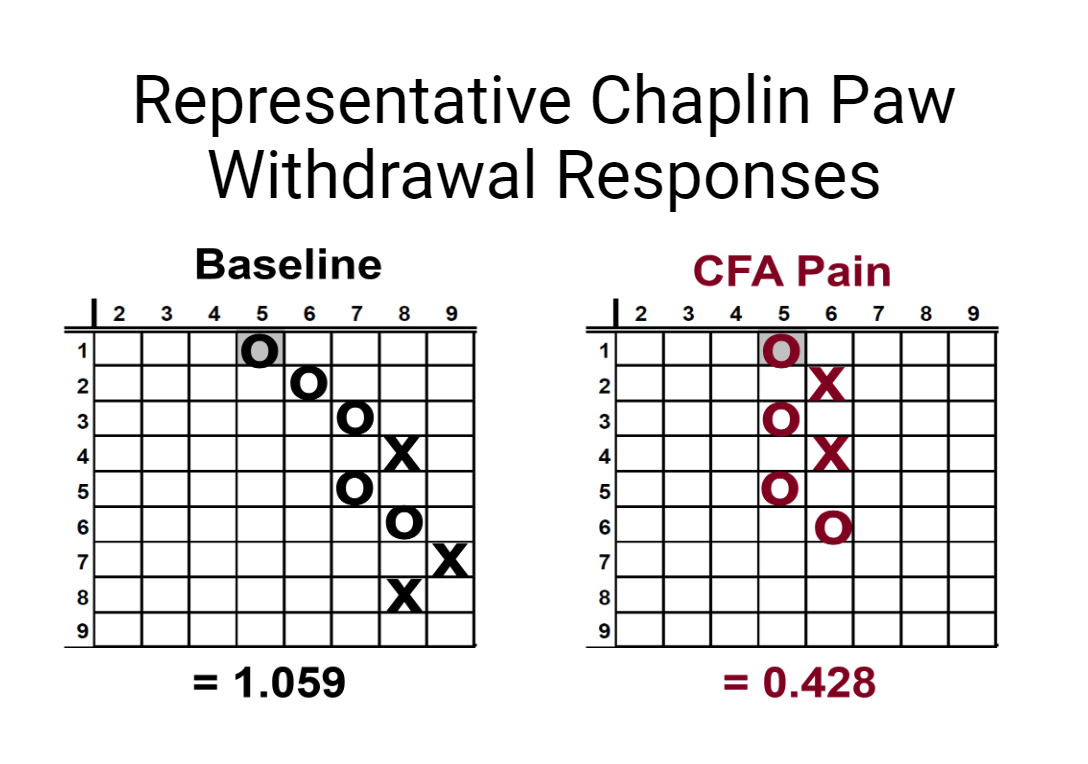 Representative Chaplin Paw
Withdrawal Responses
Baseline
2 3 4 5 6 7 8 9
1 O
2 O
3 O
4 X
5 O
6 O
7 X
8 X
9
= 1.059
CFA Pain
2 3 4 5 6 7 8 9
1 O
2 X
3 O
4 X
5 O
6 O
7
8
9
= 0.428